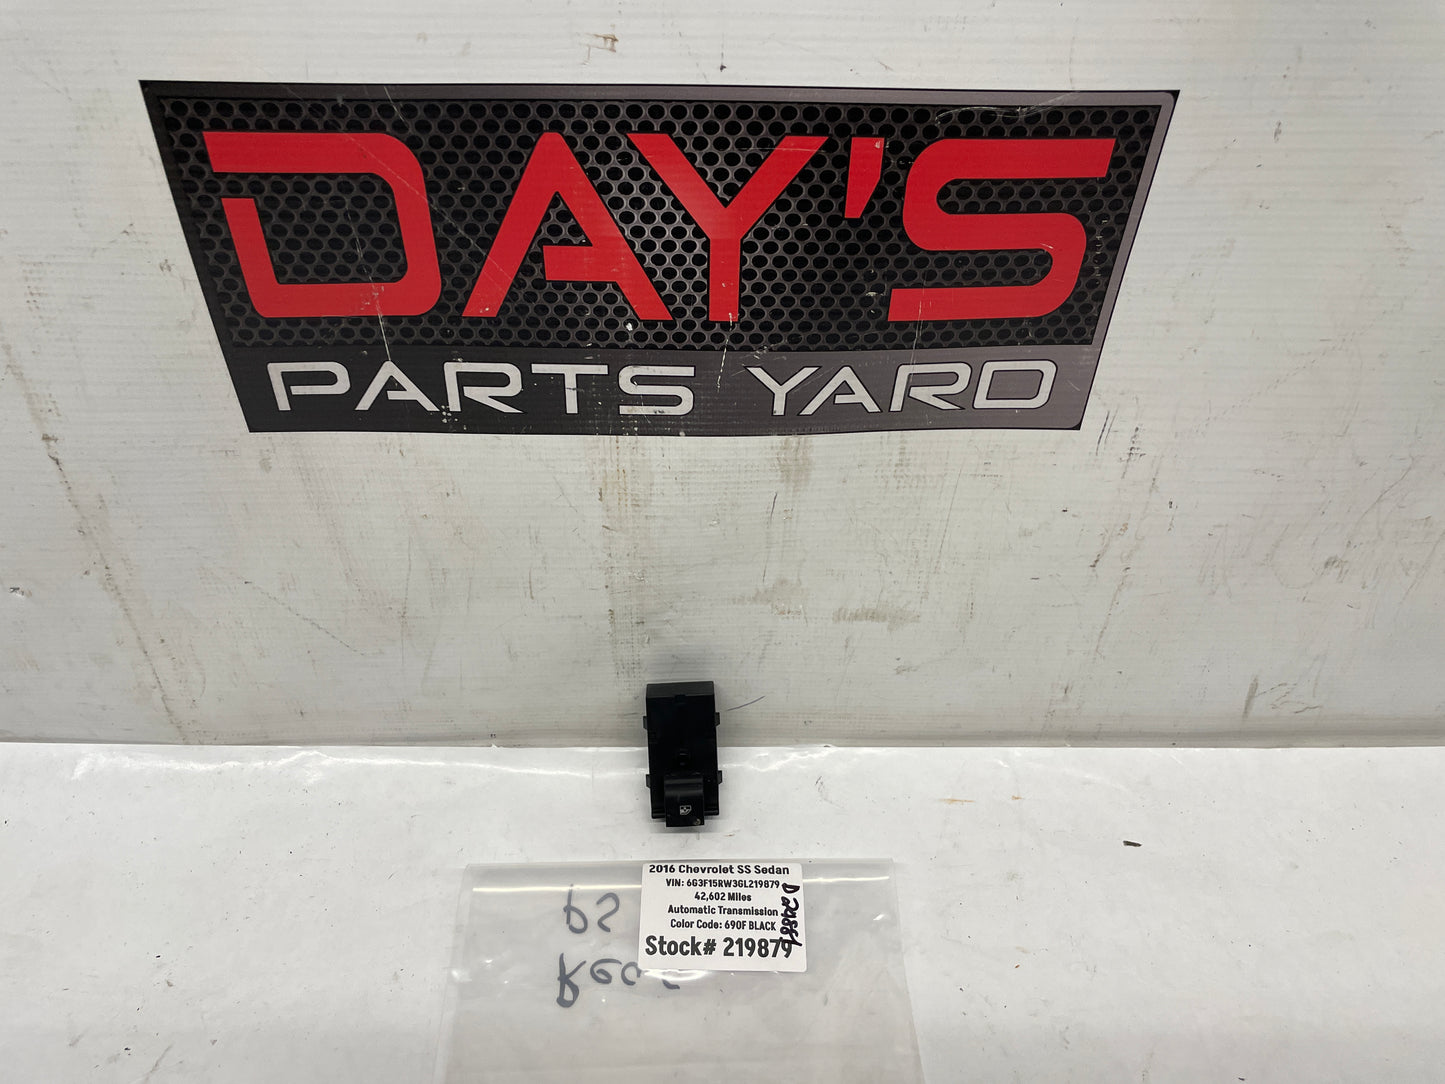 DAY'S
PARTS YARD
2016 Chevrolet SS Sedan
VIN: 6G3F15RW3GL219879
42,602 Miles
Automatic Transmission
Color Code: 690F BLACK
Stock# 219879
PS